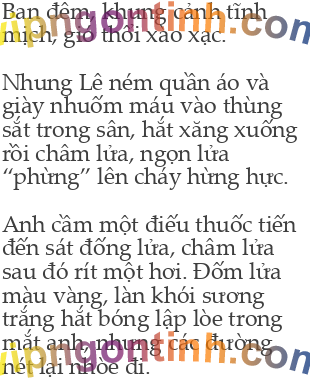 Ban đêm, khung cảnh tĩnh
mịch, gió thổi xào xạc.
Nhung Lê ném quần áo và
giày nhuốm máu vào thùng
sắt trong sân, hắt xăng xuống
rồi châm lửa, ngọn lửa
“phừng” lên cháy hừng hực.
Anh cầm một điếu thuốc tiến
đến sát đống lửa, châm lửa
sau đó rít một hơi. Đốm lửa
màu vàng, làn khói sương
trắng hắt bóng lập lòe trong
mắt anh, nhưng các đường
nét lại nhòe đi.
vipngontinh.com
vipngontinh.com